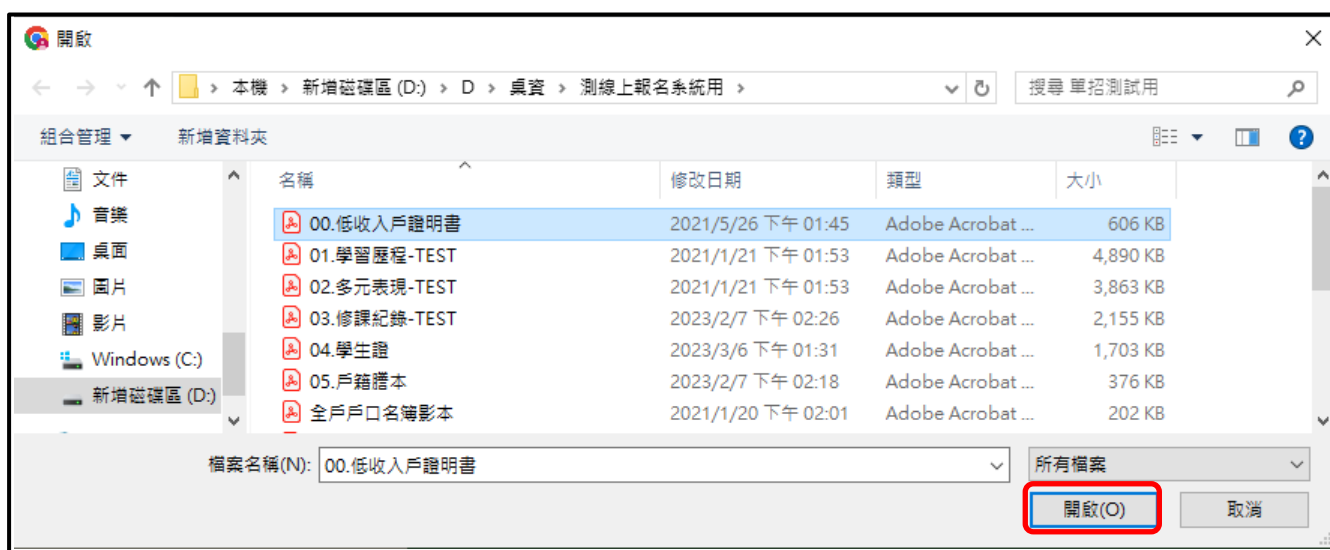 開啟
本機 › 新增磁碟區 (D:) › D › 桌資 › 測線上報名系統用 ›
搜尋 單招測試用
組合管理 新增資料夾
文件
音樂
桌面
圖片
影片
Windows (C:)
新增磁碟區 (D:)
名稱 修改日期 類型 大小
00.低收入戶證明書 2021/5/26 下午 01:45 Adobe Acrobat ... 606 KB
01.學習歷程-TEST 2021/1/21 下午 01:53 Adobe Acrobat ... 4,890 KB
02.多元表現-TEST 2021/1/21 下午 01:53 Adobe Acrobat ... 3,863 KB
03.修課紀錄-TEST 2023/2/7 下午 02:26 Adobe Acrobat ... 2,155 KB
04.學生證 2023/3/6 下午 01:31 Adobe Acrobat ... 1,703 KB
05.戶籍謄本 2023/2/7 下午 02:18 Adobe Acrobat ... 376 KB
全戶戶口名簿影本 2021/1/20 下午 02:01 Adobe Acrobat ... 202 KB
檔案名稱(N): 00.低收入戶證明書 所有檔案
開啟(O) 取消